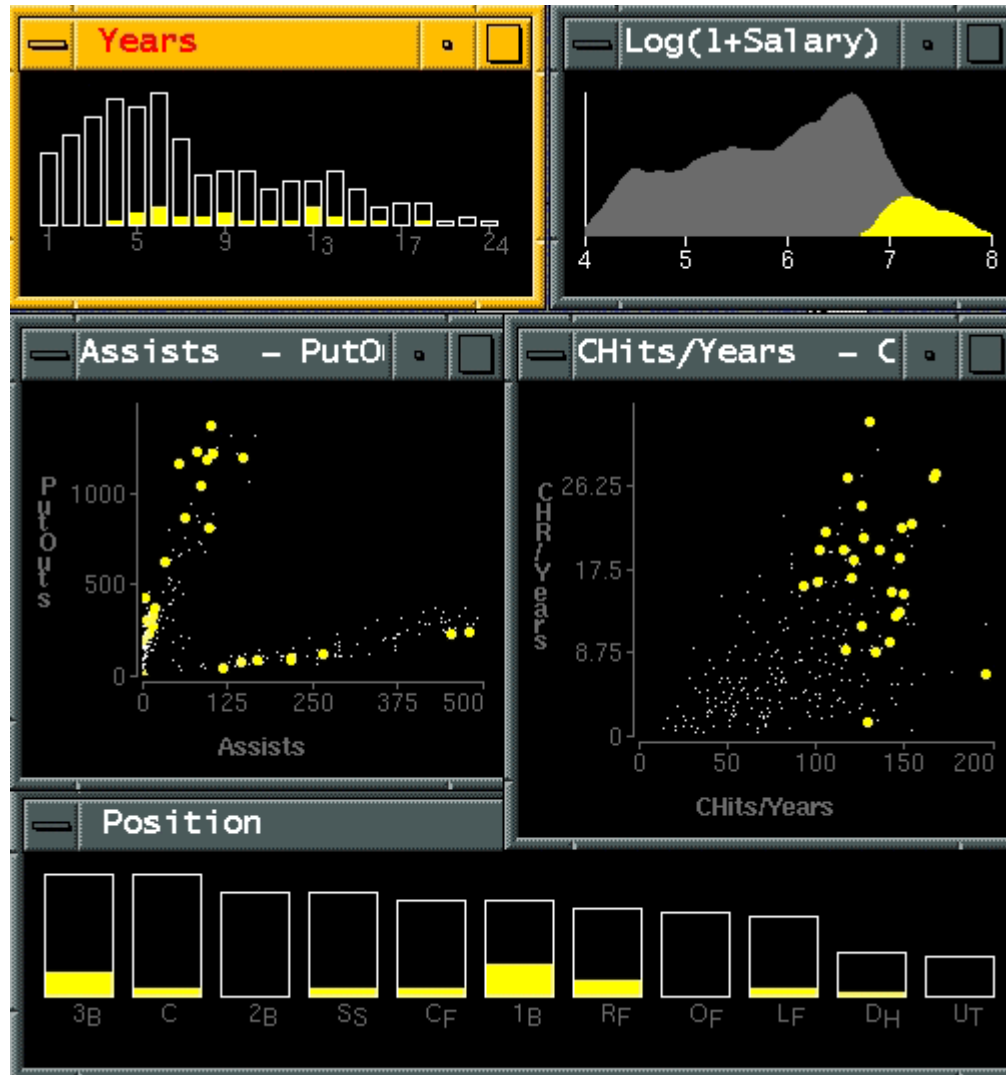 Years
1 5 9 13 17 24
Log(1+Salary)
4 5 6 7 8
Assists - PutO
PutOuts
1000
500
0
0 125 250 375 500
Assists
CHits/Years - C
CHR/Years
26.25
17.5
8.75
0
0 50 100 150 200
CHits/Years
Position
3B C 2B SS CF 1B RF OF LF DH UT